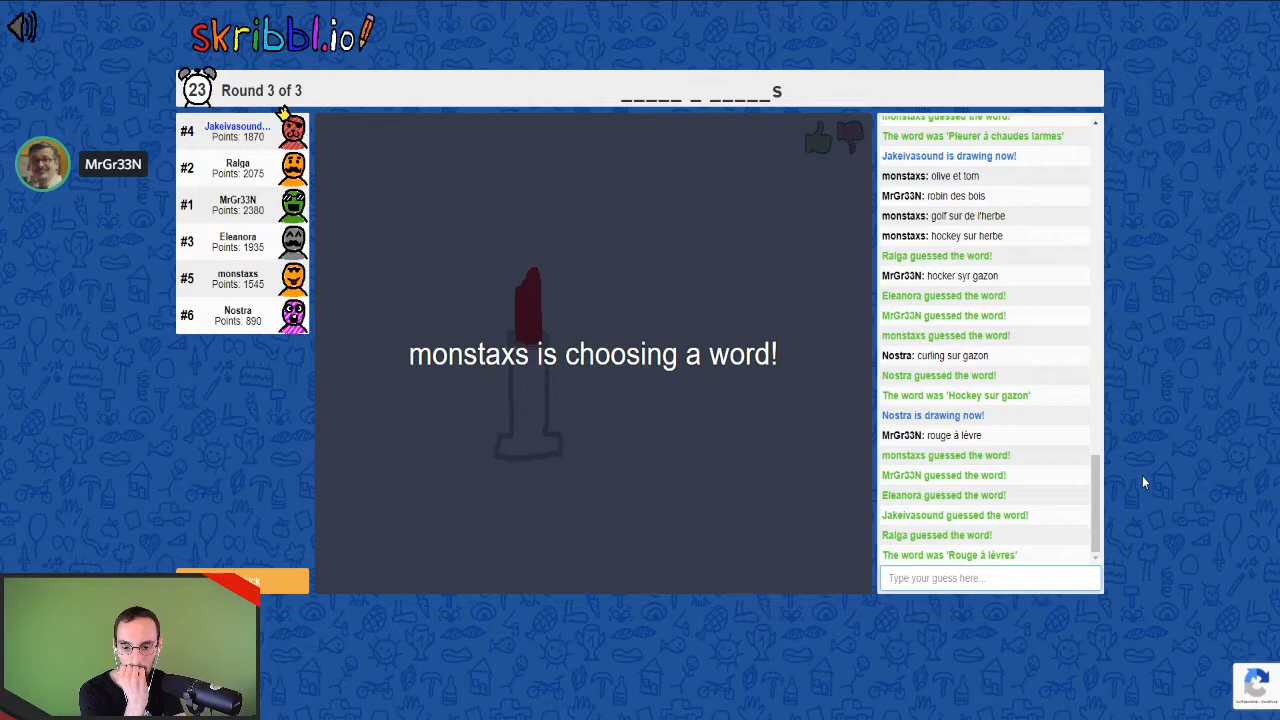 skribbl.io
23
Round 3 of 3
_____ _ _____s
#4 Jakeivasound... Points: 1870
#2 Ralga Points: 2075
#1 MrGr33N Points: 2380
#3 Eleanora Points: 1935
#5 monstaxs Points: 1545
#6 Nostra Points: 890
MrGr33N
monstaxs is choosing a word!
monstaxs guessed the word!
The word was 'Pleurer à chaudes larmes'
Jakeivasound is drawing now!
monstaxs: olive et tom
MrGr33N: robin des bois
monstaxs: golf sur de l'herbe
monstaxs: hockey sur herbe
Ralga guessed the word!
MrGr33N: hocker syr gazon
Eleanora guessed the word!
MrGr33N guessed the word!
monstaxs guessed the word!
Nostra: curling sur gazon
Nostra guessed the word!
The word was 'Hockey sur gazon'
Nostra is drawing now!
MrGr33N: rouge à lèvre
monstaxs guessed the word!
MrGr33N guessed the word!
Eleanora guessed the word!
Jakeivasound guessed the word!
Ralga guessed the word!
The word was 'Rouge à lèvres'
Type your guess here...